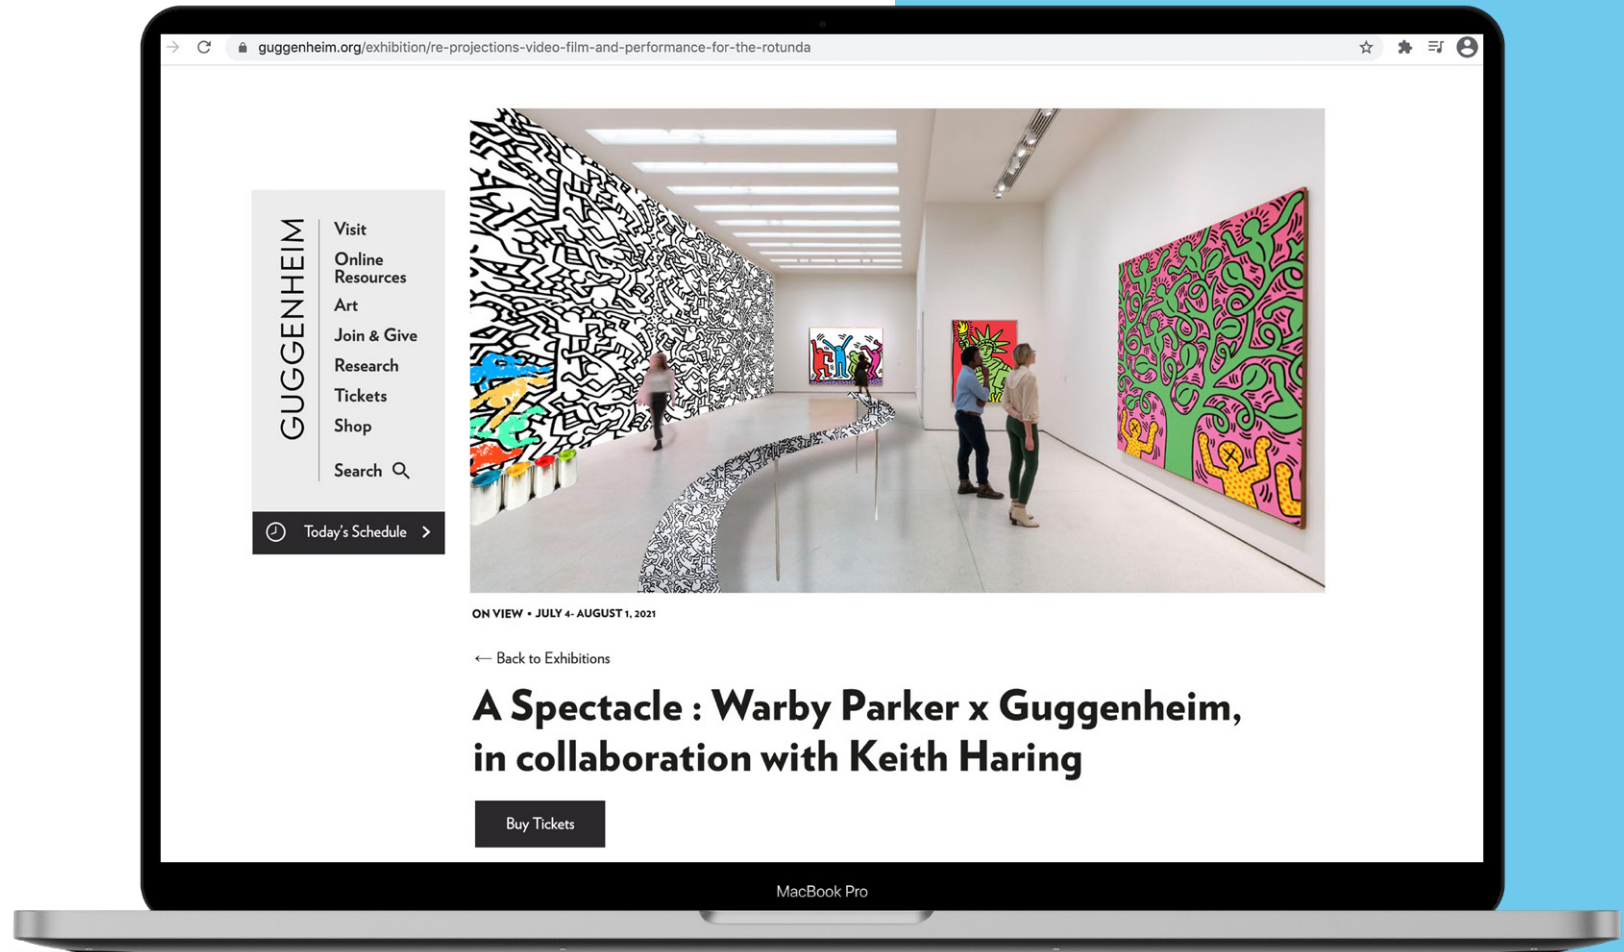 guggenheim.org/exhibition/re-projections-video-film-and-performance-for-the-rotunda
GUGGENHEIM
Visit
Online
Resources
Art
Join & Give
Research
Tickets
Shop
Search
Today's Schedule
ON VIEW • JULY 4- AUGUST 1, 2021
← Back to Exhibitions
A Spectacle : Warby Parker x Guggenheim,
in collaboration with Keith Haring
Buy Tickets
MacBook Pro